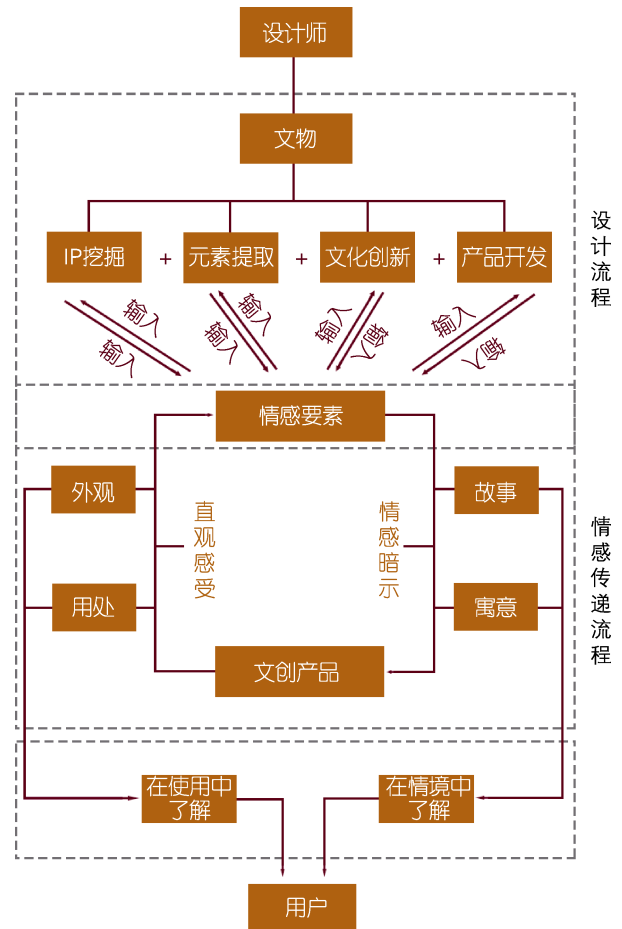 设计师
文物
IP挖掘 + 元素提取 + 文化创新 + 产品开发
输入
输入
输入
输入
输入
输入
输入
输入
设计流程
情感要素
外观
直观感受
情感暗示
故事
用处
寓意
文创产品
情感传递流程
在使用中
了解
在情境中
了解
用户